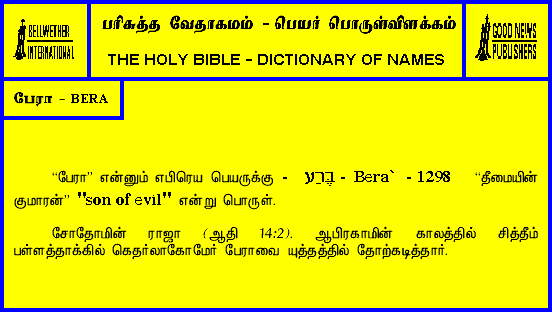 BELLWETHER
INTERNATIONAL
பரிசுத்த வேதாகமம் - பெயர் பொருள்விளக்கம்
THE HOLY BIBLE - DICTIONARY OF NAMES
GOOD NEWS
PUBLISHERS
பேரா - BERA
“பேரா” என்னும் எபிரெய பெயருக்கு - בֶּרַע - Bera` - 1298 “தீமையின்
குமாரன்” "son of evil" என்று பொருள்.
சோதோமின் ராஜா (ஆதி 14:2). ஆபிரகாமின் காலத்தில் சித்தீம்
பள்ளத்தாக்கில் கெதர்லாகோமேர் பேராவை யுத்தத்தில் தோற்கடித்தார்.